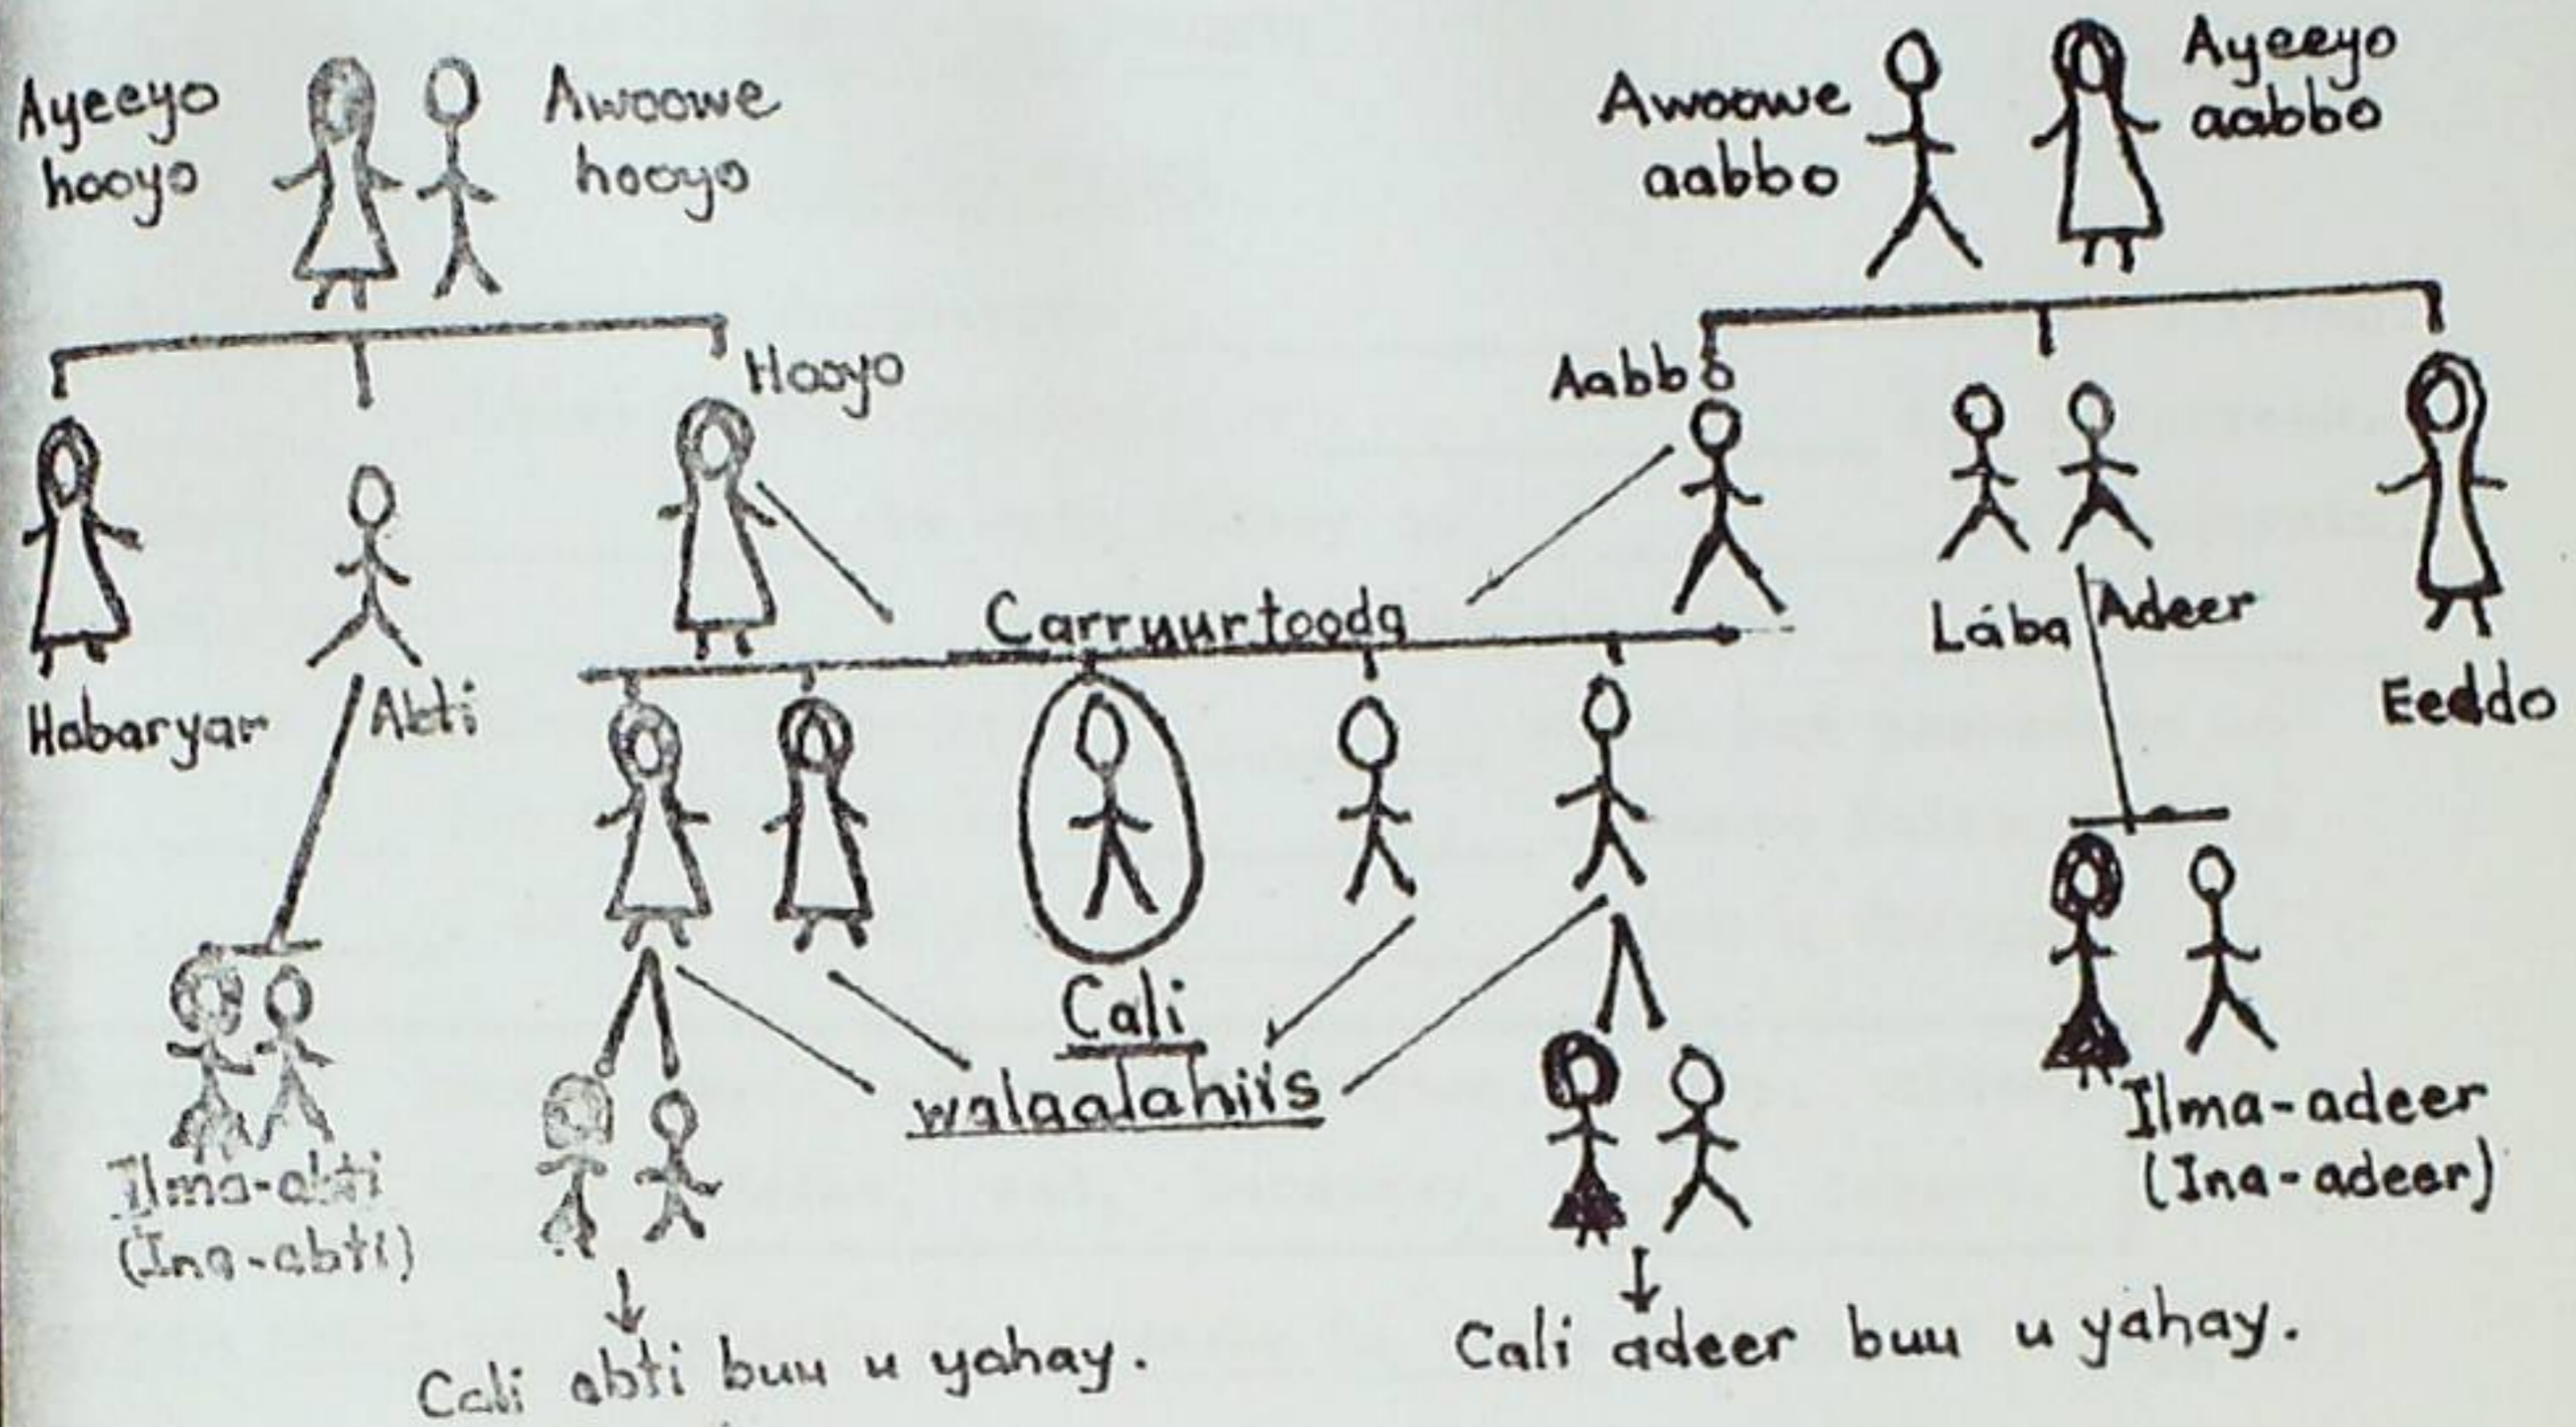 Ayeeyo
hooyo
Awoowe
hooyo
Awoowe
aabbo
Ayeeyo
aabbo
Hooyo
Aabbo
Habaryar
Abti
Carruurtooda
Lába Adeer
Eeddo
Cali
walaalahiis
Ilma-abti
(Ina-abti)
Ilma-adeer
(Ina-adeer)
Cali abti buu u yahay.
Cali adeer buu u yahay.